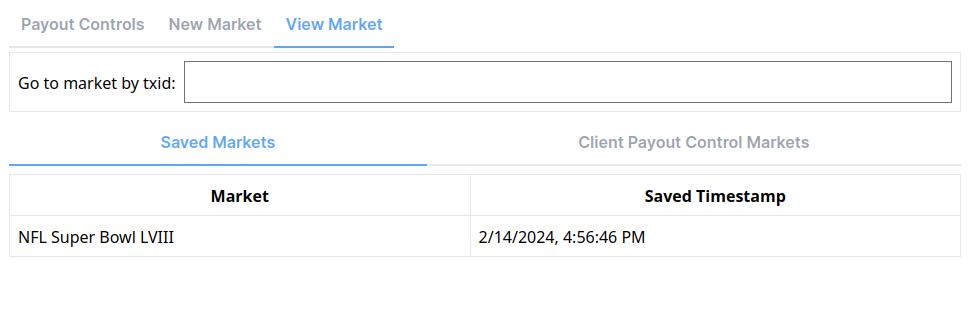 Payout Controls New Market View Market
Go to market by txid:
Saved Markets Client Payout Control Markets
Market Saved Timestamp
NFL Super Bowl LVIII 2/14/2024, 4:56:46 PM